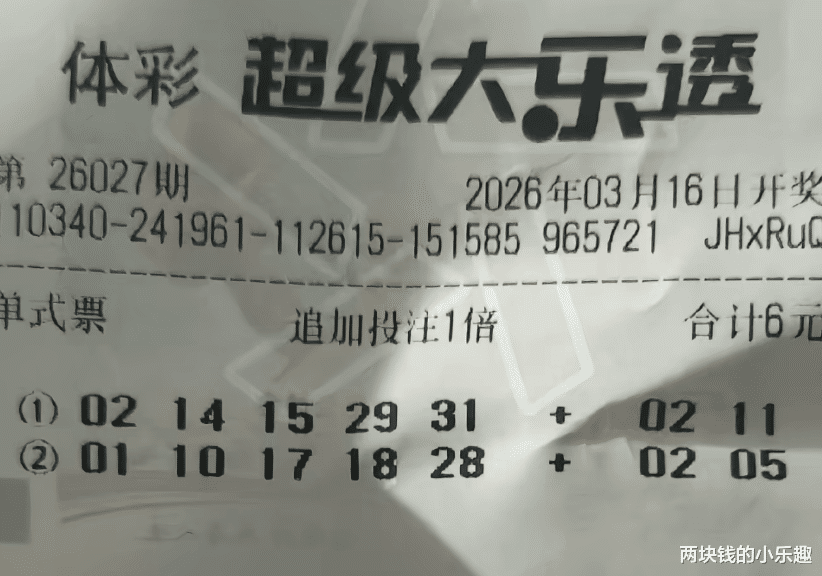 体彩 超级大乐透
第 26027期 2026年03月16日开奖
110340-241961-112615-151585 965721 JHxRuQ
单式票 追加投注1倍 合计6元
① 02 14 15 29 31 + 02 11
② 01 10 17 18 28 + 02 05
两块钱的小乐趣